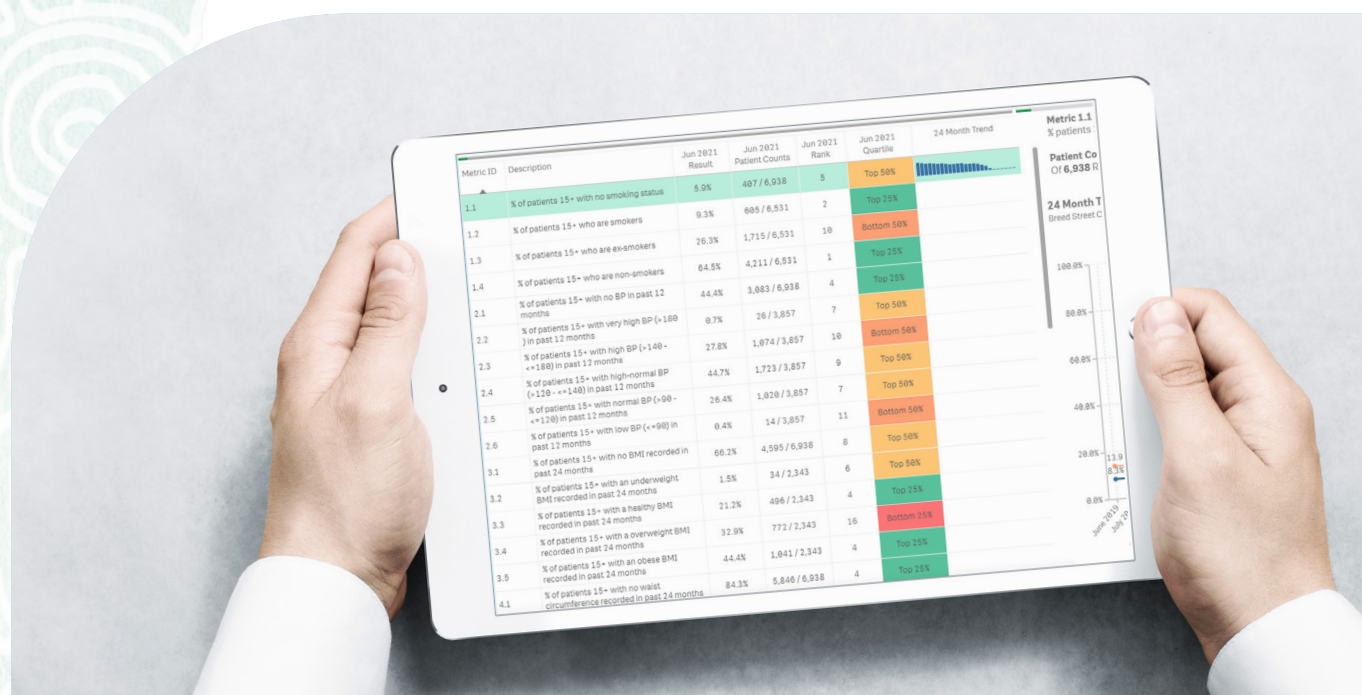 Metric ID Description Jun 2021 Result Jun 2021 Patient Counts Jun 2021 Rank Jun 2021 Quartile 24 Month Trend
1.1 % of patients 15+ with no smoking status 5.9% 407 / 6,938 5 Top 50%
1.2 % of patients 15+ who are smokers 9.3% 605 / 6,531 2 Top 25%
1.3 % of patients 15+ who are ex-smokers 26.3% 1,715 / 6,531 10 Bottom 50%
1.4 % of patients 15+ who are non-smokers 64.5% 4,211 / 6,531 1 Top 25%
2.1 % of patients 15+ with no BP in past 12
months 44.4% 3,083 / 6,938 4 Top 25%
2.2 % of patients 15+ with very high BP (>180
) in past 12 months 0.7% 26 / 3,857 7 Top 50%
2.3 % of patients 15+ with high BP (>140 -
<=180) in past 12 months 27.8% 1,074 / 3,857 10 Bottom 50%
2.4 % of patients 15+ with high-normal BP
(>120 - <=140) in past 12 months 44.7% 1,723 / 3,857 9 Top 50%
2.5 % of patients 15+ with normal BP (>90 -
<=120) in past 12 months 26.4% 1,020 / 3,857 7 Top 50%
2.6 % of patients 15+ with low BP (<=90) in
past 12 months 0.4% 14 / 3,857 11 Bottom 50%
3.1 % of patients 15+ with no BMI recorded in
past 24 months 66.2% 4,595 / 6,938 8 Top 50%
3.2 % of patients 15+ with an underweight
BMI recorded in past 24 months 1.5% 34 / 2,343 6 Top 50%
3.3 % of patients 15+ with a healthy BMI
recorded in past 24 months 21.2% 496 / 2,343 4 Top 25%
3.4 % of patients 15+ with a overweight BMI
recorded in past 24 months 32.9% 772 / 2,343 16 Bottom 25%
3.5 % of patients 15+ with an obese BMI
recorded in past 24 months 44.4% 1,041 / 2,343 4 Top 25%
4.1 % of patients 15+ with no waist
circumference recorded in past 24 months 84.3% 5,846 / 6,938 4 Top 25%
Metric 1.1
% patients
Patient Co
Of 6,938 R
24 Month T
Breed Street C
100.0%
80.0%
60.0%
40.0%
20.0%
13.9
8.3%
0.0%
June 2019
July 20